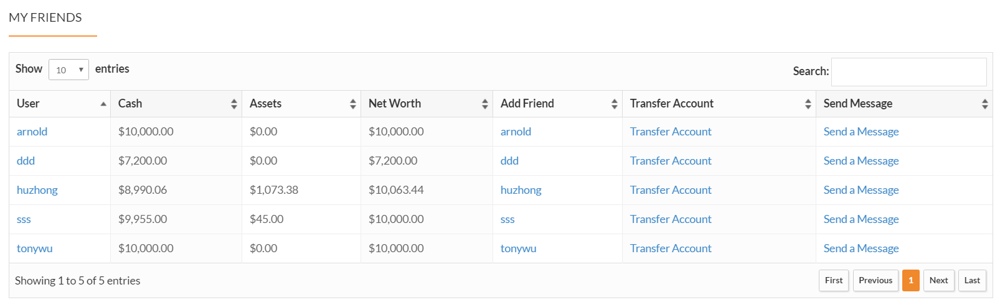 MY FRIENDS
Show 10 entries Search:
User Cash Assets Net Worth Add Friend Transfer Account Send Message
arnold $10,000.00 $0.00 $10,000.00 arnold Transfer Account Send a Message
ddd $7,200.00 $0.00 $7,200.00 ddd Transfer Account Send a Message
huzhong $8,990.06 $1,073.38 $10,063.44 huzhong Transfer Account Send a Message
sss $9,955.00 $45.00 $10,000.00 sss Transfer Account Send a Message
tonywu $10,000.00 $0.00 $10,000.00 tonywu Transfer Account Send a Message
Showing 1 to 5 of 5 entries First Previous 1 Next Last